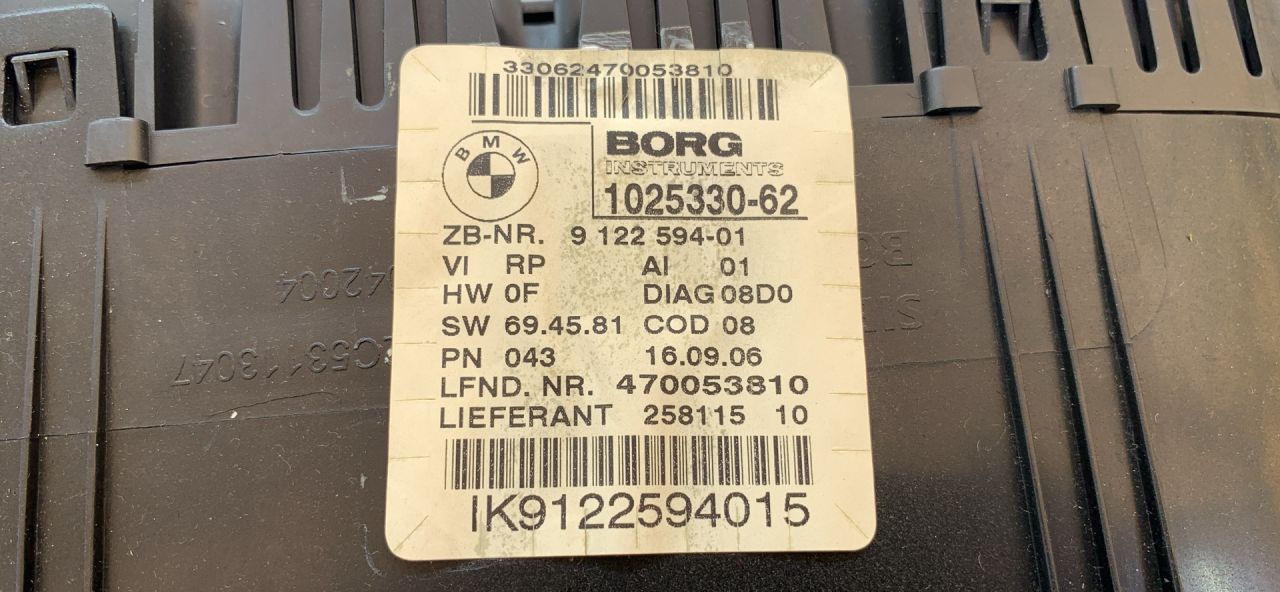 33062470053810
BMW
BORG
INSTRUMENTS
1025330-62
ZB-NR. 9 122 594-01
VI RP AI 01
HW 0F DIAG 08D0
SW 69.45.81 COD 08
PN 043 16.09.06
LFND. NR. 470053810
LIEFERANT 258115 10
IK9122594015